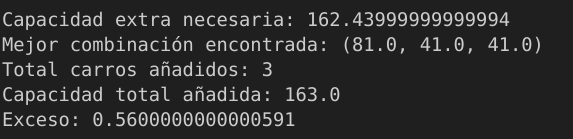 Capacidad extra necesaria: 162.43999999999994
Mejor combinación encontrada: (81.0, 41.0, 41.0)
Total carros añadidos: 3
Capacidad total añadida: 163.0
Exceso: 0.5600000000000591